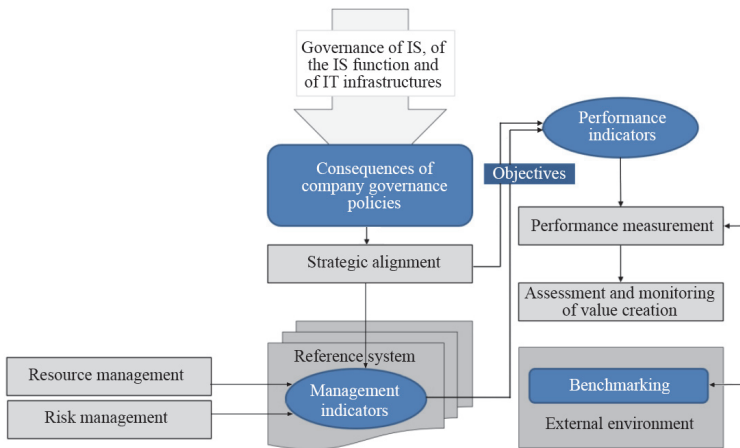 Governance of IS, of
the IS function and
of IT infrastructures
Consequences of
company governance
policies
Strategic alignment
Objectives
Performance
indicators
Performance measurement
Assessment and monitoring
of value creation
Reference system
Management
indicators
Resource management
Risk management
Benchmarking
External environment